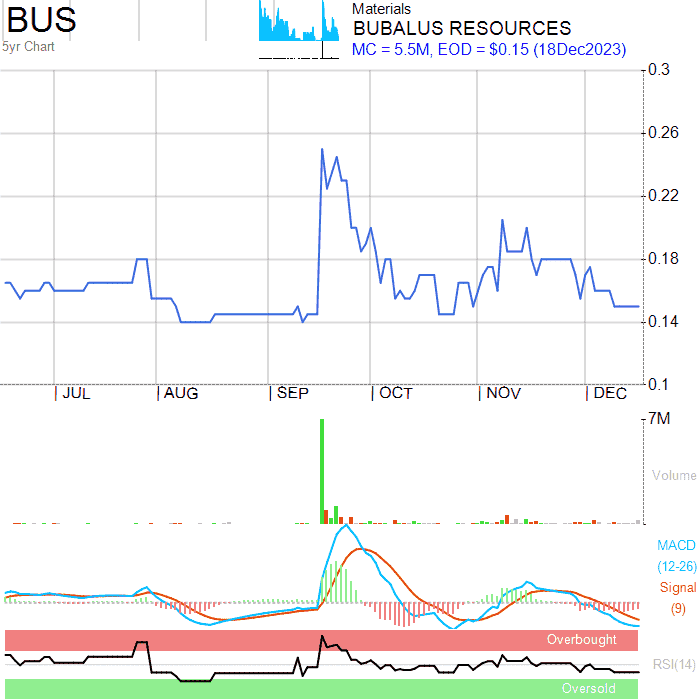 BUS
5yr Chart
Materials
BUBALUS RESOURCES
MC = 5.5M, EOD = $0.15 (18Dec2023)
0.3
0.26
0.22
0.18
0.14
0.1
JUL AUG SEP OCT NOV DEC
7M
Volume
MACD
(12-26)
Signal
(9)
Overbought
RSI(14)
Oversold